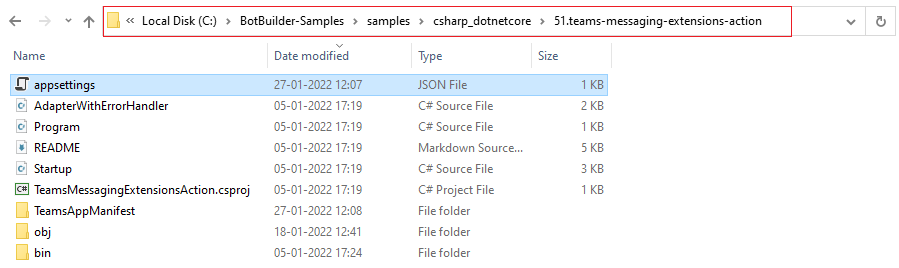 « Local Disk (C:) › BotBuilder-Samples › samples › csharp_dotnetcore › 51.teams-messaging-extensions-action
Name Date modified Type Size
appsettings 27-01-2022 12:07 JSON File 1 KB
AdapterWithErrorHandler 05-01-2022 17:19 C# Source File 2 KB
Program 05-01-2022 17:19 C# Source File 1 KB
README 05-01-2022 17:19 Markdown Source... 5 KB
Startup 05-01-2022 17:19 C# Source File 3 KB
C# TeamsMessagingExtensionsAction.csproj 05-01-2022 17:19 C# Project File 1 KB
TeamsAppManifest 27-01-2022 12:08 File folder
obj 18-01-2022 12:41 File folder
bin 05-01-2022 17:24 File folder